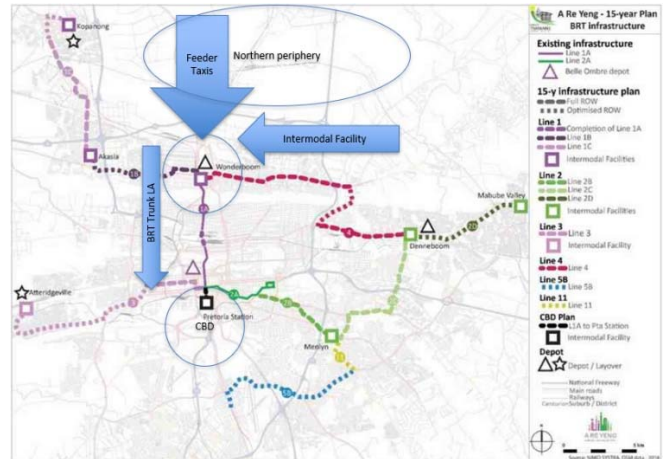 A Re Yeng - 15-year Plan
BRT infrastructure
Existing infrastructure
Line 1A
Line 2A
Belle Ombre depot
15-y infrastructure plan
Full ROW
Optimised ROW
Line 1
Completion of Line 1A
Line 1B
Line 1C
Intermodal Facilities
Line 2
Line 2B
Line 2C
Line 2D
Intermodal Facilities
Line 3
Line 3
Intermodal Facility
Line 4
Line 4
Line 5B
Line 5B
Line 11
Line 11
CBD Plan
L1A to Pta Station
Intermodal Facility
Depot
Depot / Layover
National Freeway
Main roads
Railways
Suburb / District
A RE YENG
Kopanong
Feeder
Taxis
Northern periphery
Intermodal Facility
Akasia
Wonderboom
BRT Trunk LA
Mahube Valley
Denneboom
Atteridgeville
Pretoria Station
CBD
Menlyn